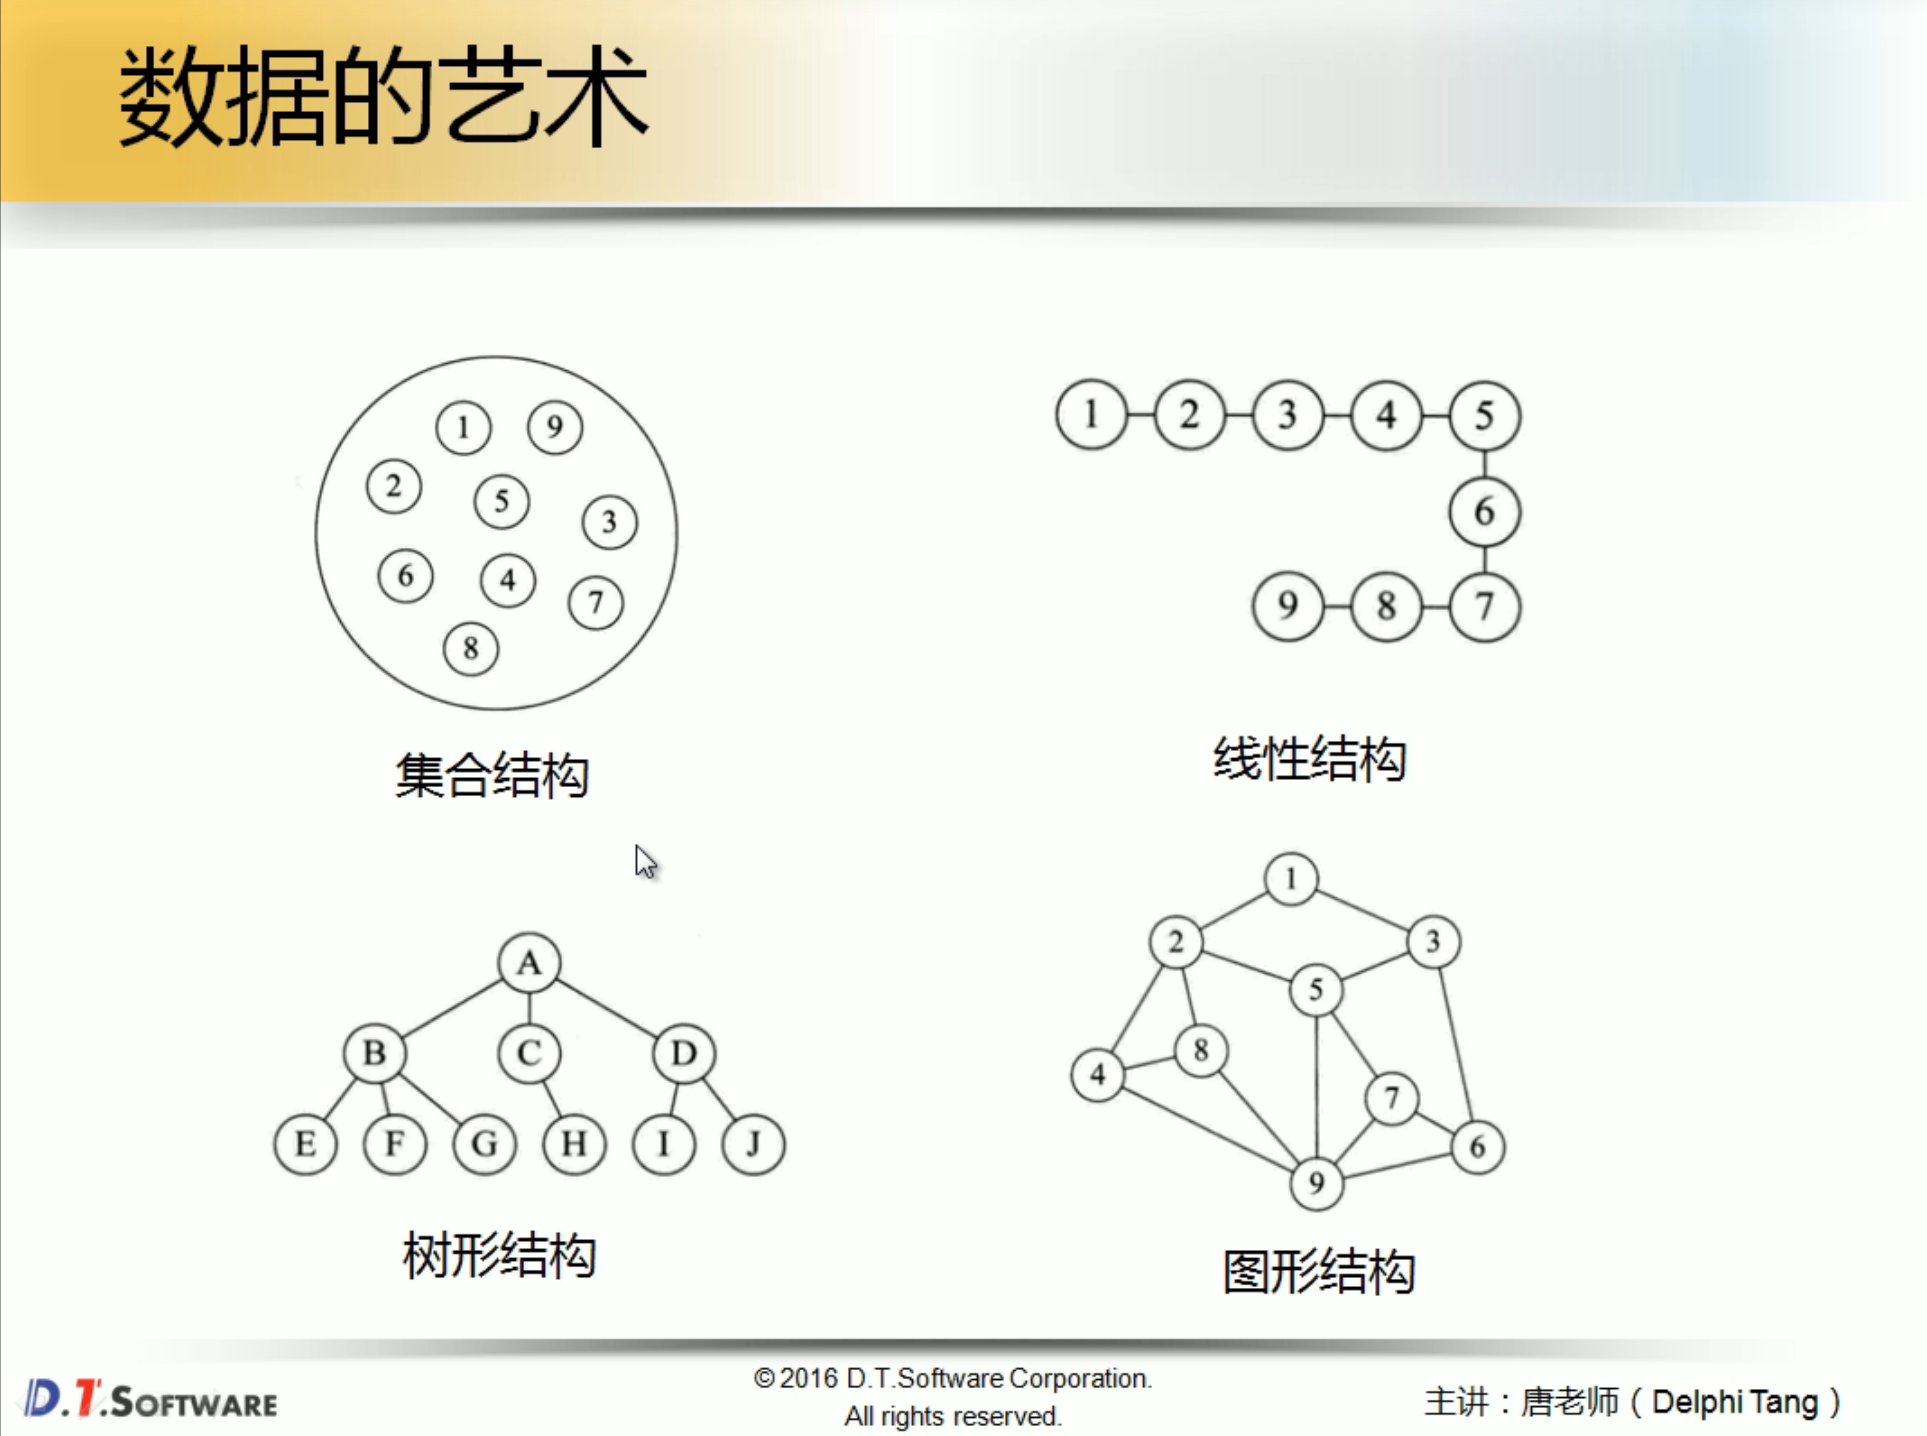 数据的艺术
1 9
2 5 3
6 4 7
8
集合结构
1 2 3 4 5
6
9 8 7
线性结构
A
B C D
E F G H I J
树形结构
1
2 3
5
8
4
7
6
9
图形结构
D.T.SOFTWARE
© 2016 D.T.Software Corporation.
All rights reserved.
主讲：唐老师（Delphi Tang）